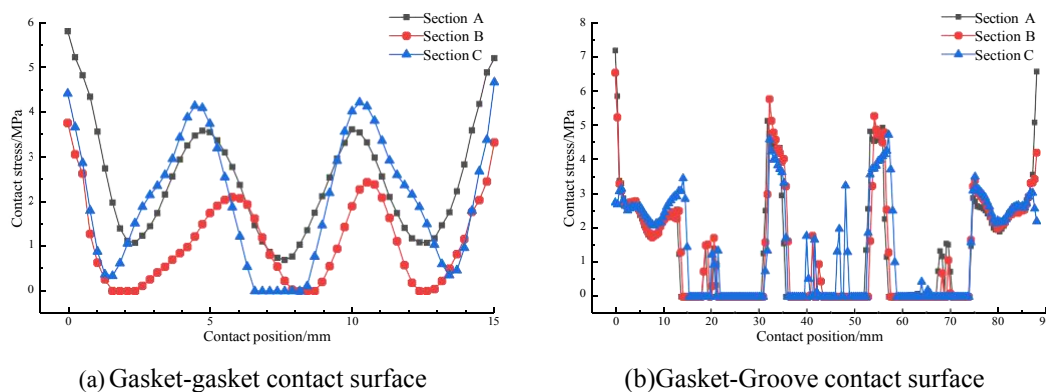 6
5
4
3
2
1
0
Contact stress/MPa
0
5
10
15
Contact position/mm
Section A
Section B
Section C
(a) Gasket-gasket contact surface
8
7
6
5
4
3
2
1
0
Contact stress/MPa
0
10
20
30
40
50
60
70
80
Contact position/mm
Section A
Section B
Section C
(b)Gasket-Groove contact surface